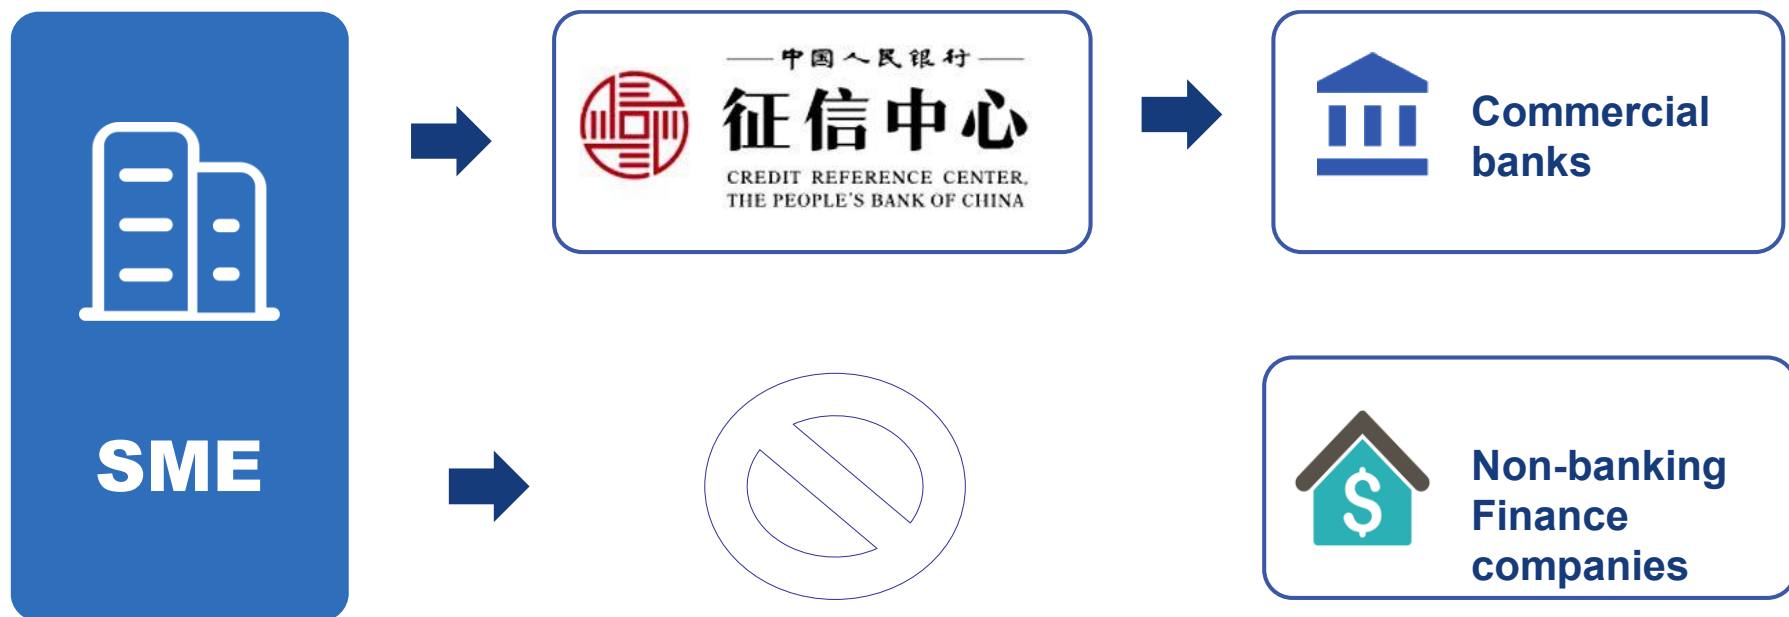 SME
中国人民银行
征信中心
CREDIT REFERENCE CENTER,
THE PEOPLE'S BANK OF CHINA
Commercial
banks
$
Non-banking
Finance
companies